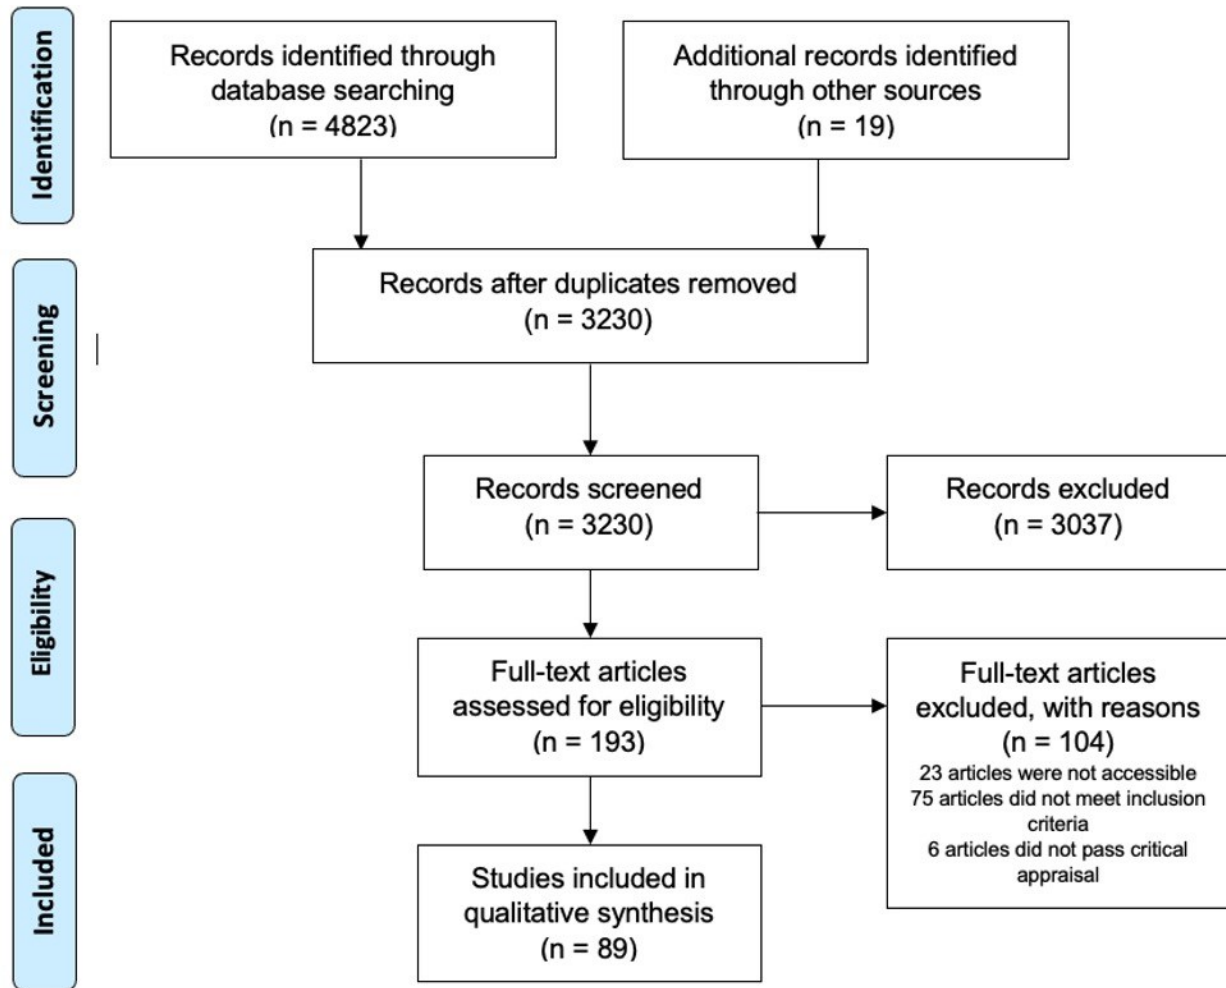 Identification
Records identified through
database searching
(n = 4823)
Additional records identified
through other sources
(n = 19)
Screening
Records after duplicates removed
(n = 3230)
Records screened
(n = 3230)
Records excluded
(n = 3037)
Eligibility
Full-text articles
assessed for eligibility
(n = 193)
Full-text articles
excluded, with reasons
(n = 104)
23 articles were not accessible
75 articles did not meet inclusion
criteria
6 articles did not pass critical
appraisal
Included
Studies included in
qualitative synthesis
(n = 89)